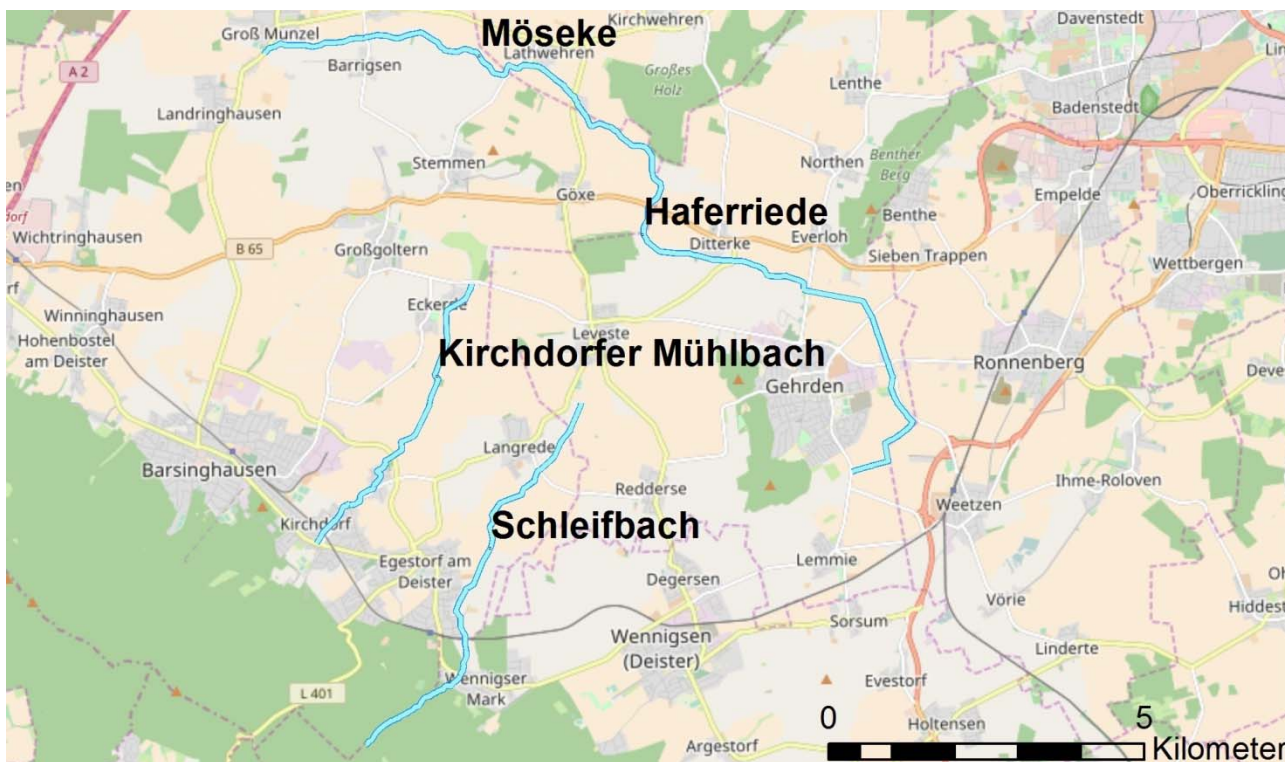 Möseke
Kirchwehren
Davenstedt
Groß Munzel
Lathwehren
Barrigsen
A 2
Großes
Holz
Lenthe
Badenstedt
Landringhausen
Stemmen
Northen
Benther
Berg
Empelde
Oberrickling
Göxe
Haferriede
Benthe
Wichtringhausen
B 65
Großgoltern
Ditterke
Everloh
Sieben Trappen
Wettbergen
Eckerde
Winninghausen
Hohenbostel
am Deister
Leveste
Kirchdorfer Mühlbach
Ronnenberg
Gehrden
Barsinghausen
Langrede
Redderse
Ihme-Roloven
Weetzen
Kirchdorf
Schleifbach
Egestorf am
Deister
Lemmie
Degersen
Vörie
Hiddest
Sorsum
Wennigsen
(Deister)
Linderte
Wennigser
Mark
L 401
Evestorf
Holtensen
Argestorf
0
5
Kilometer